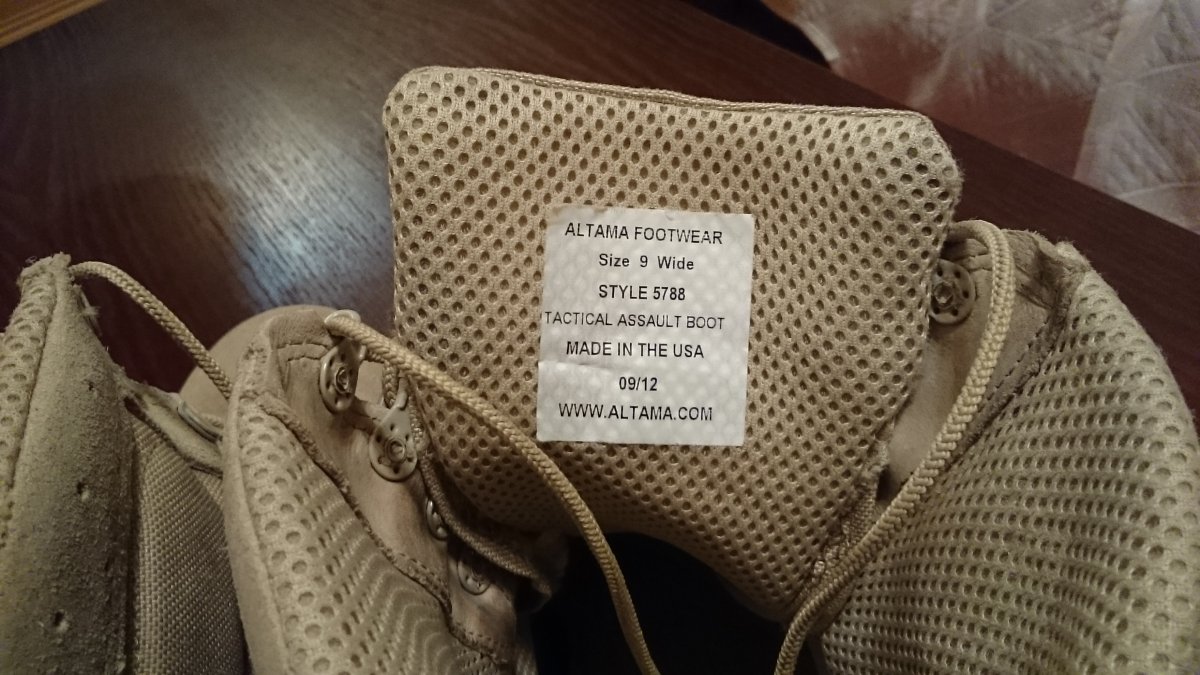 ALTAMA FOOTWEAR
Size 9 Wide
STYLE 5788
TACTICAL ASSAULT BOOT
MADE IN THE USA
09/12
WWW.ALTAMA.COM